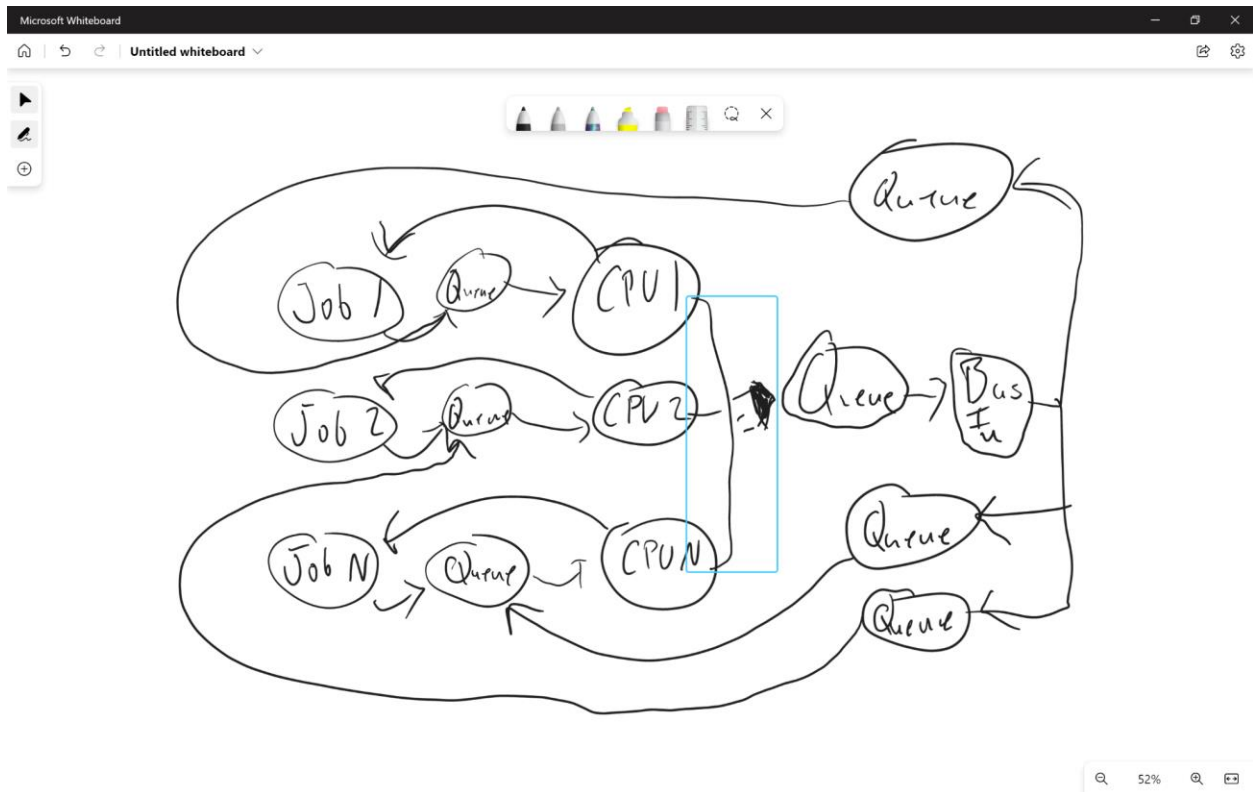 Microsoft Whiteboard
Untitled whiteboard
Queue
Job 1
Queue
CPU 1
Job 2
Queue
CPU 2
Queue
Bus
In
Job N
Queue
CPU N
Queue
Queue
52%